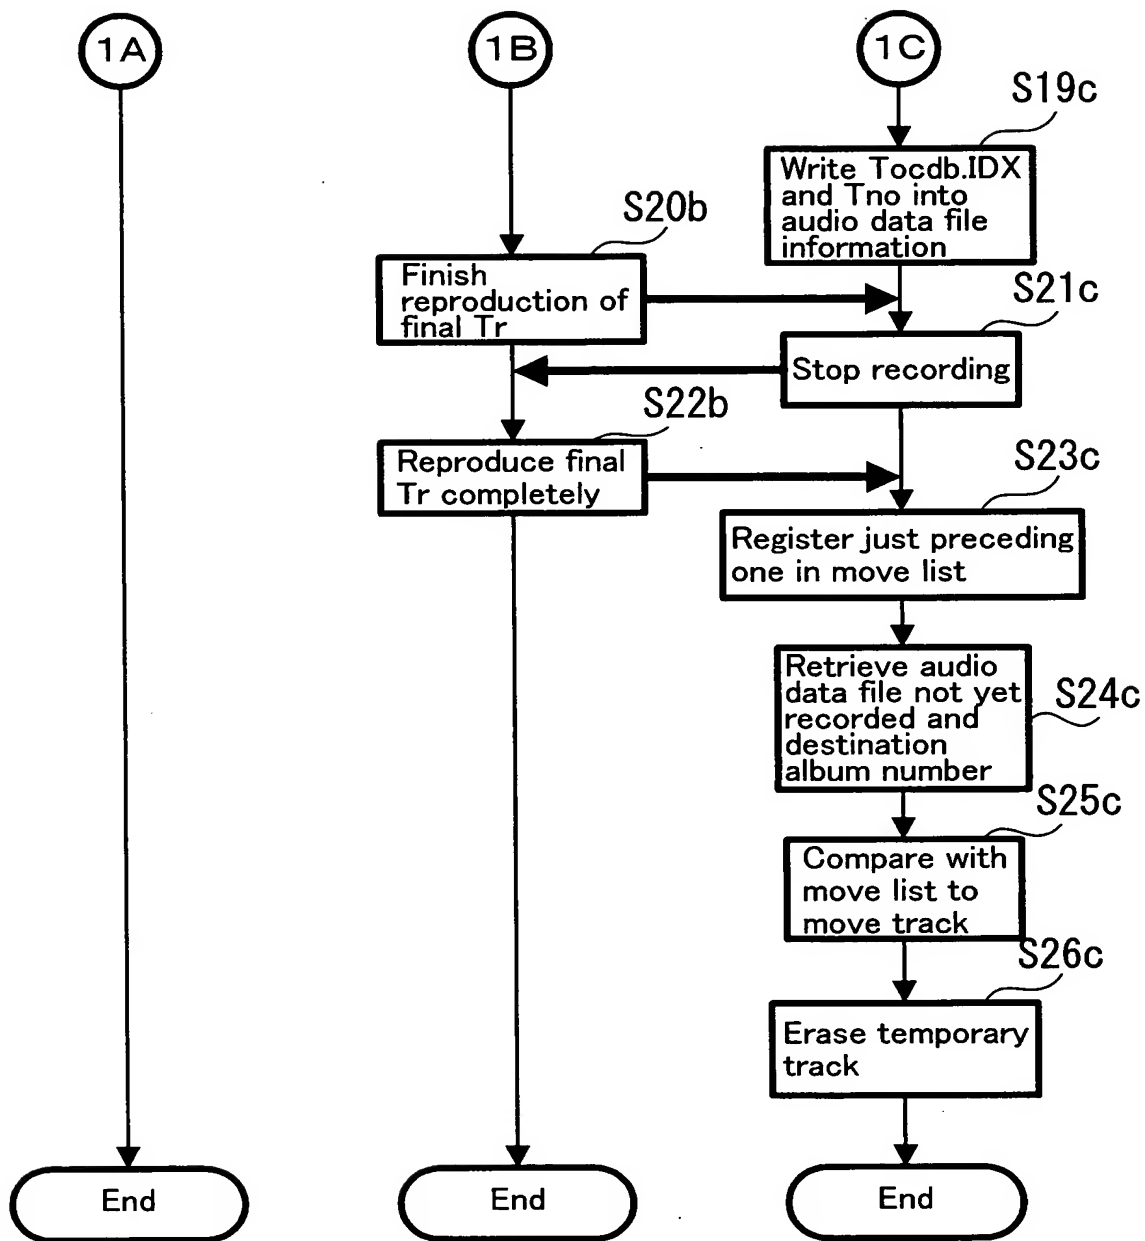 1A
1B
1C
S19c
Write Tocdb.IDX
and Tno into
audio data file
information
S20b
Finish
reproduction of
final Tr
S21c
Stop recording
S22b
Reproduce final
Tr completely
S23c
Register just preceding
one in move list
Retrieve audio
data file not yet
recorded and
destination
album number
S24c
S25c
Compare with
move list to
move track
S26c
Erase temporary
track
End
End
End